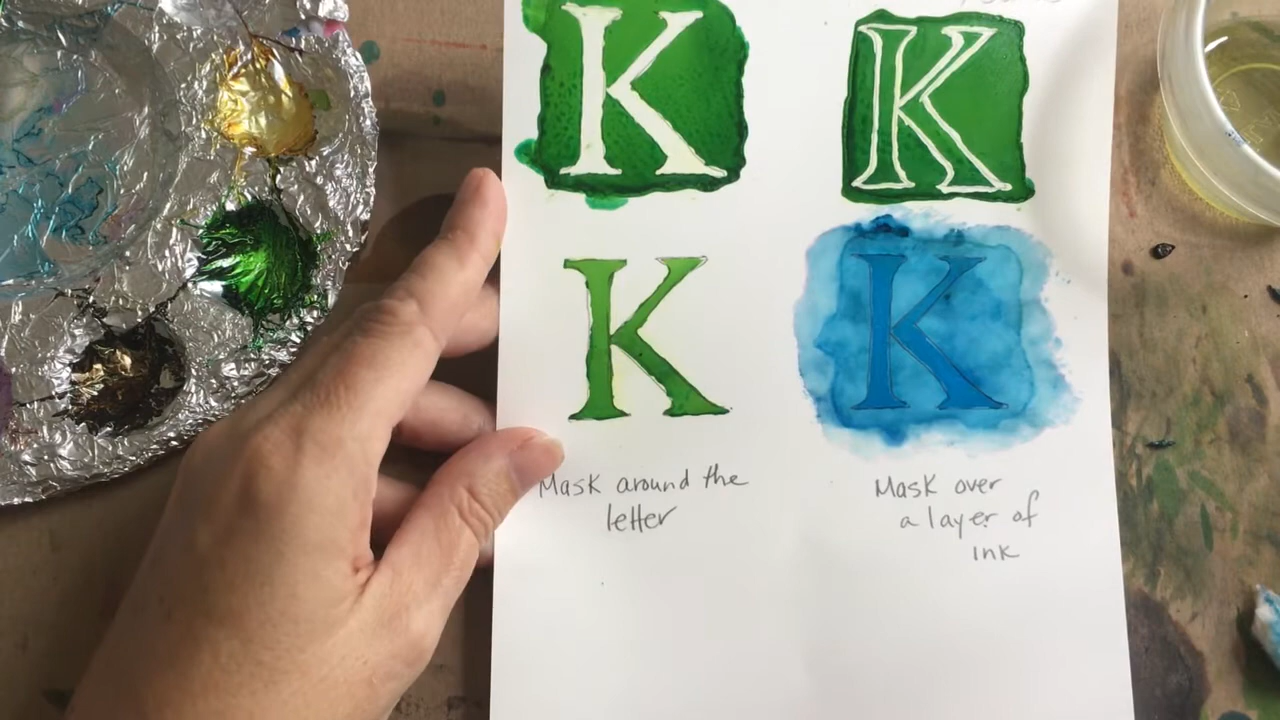 K K
K K
Mask around the
letter
Mask over
a layer of
ink